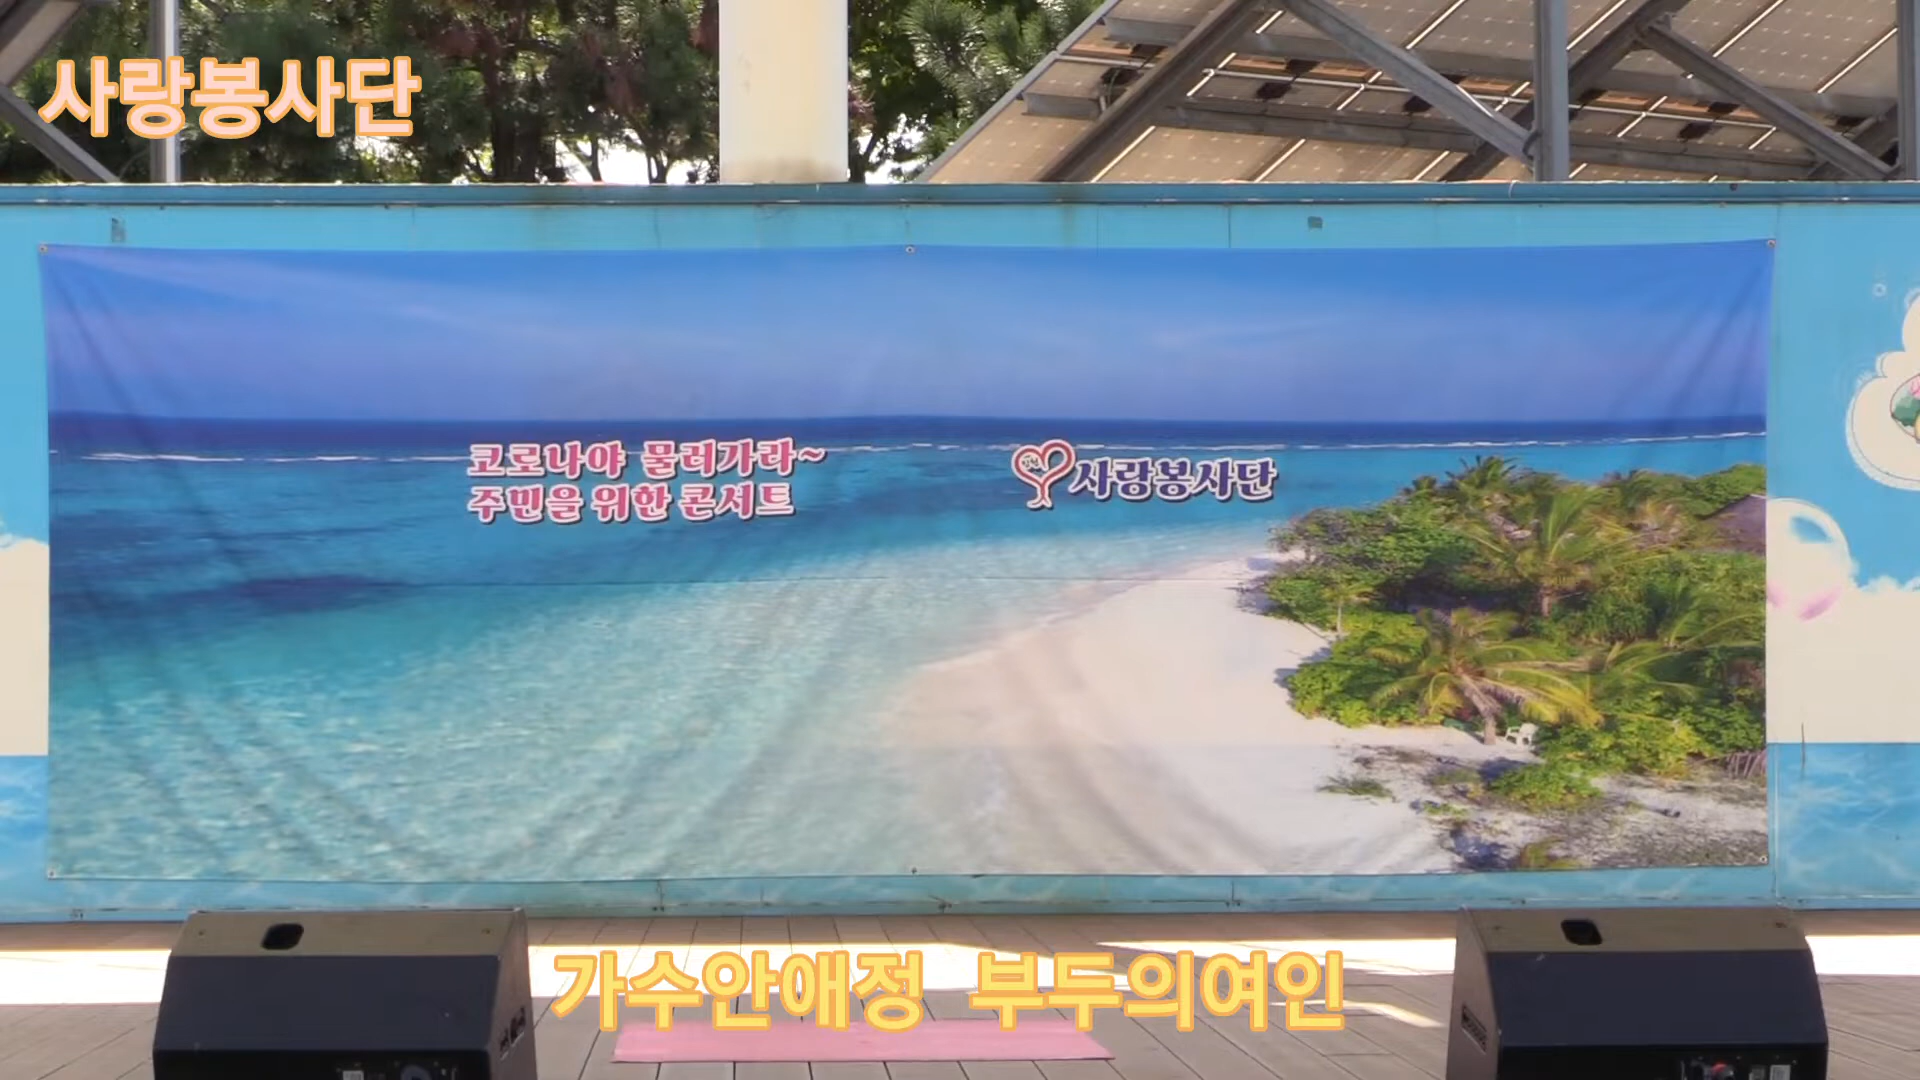 사랑봉사단
코로나야 물러가라~
주민을 위한 콘서트
사랑봉사단
가수안애정 부두의여인